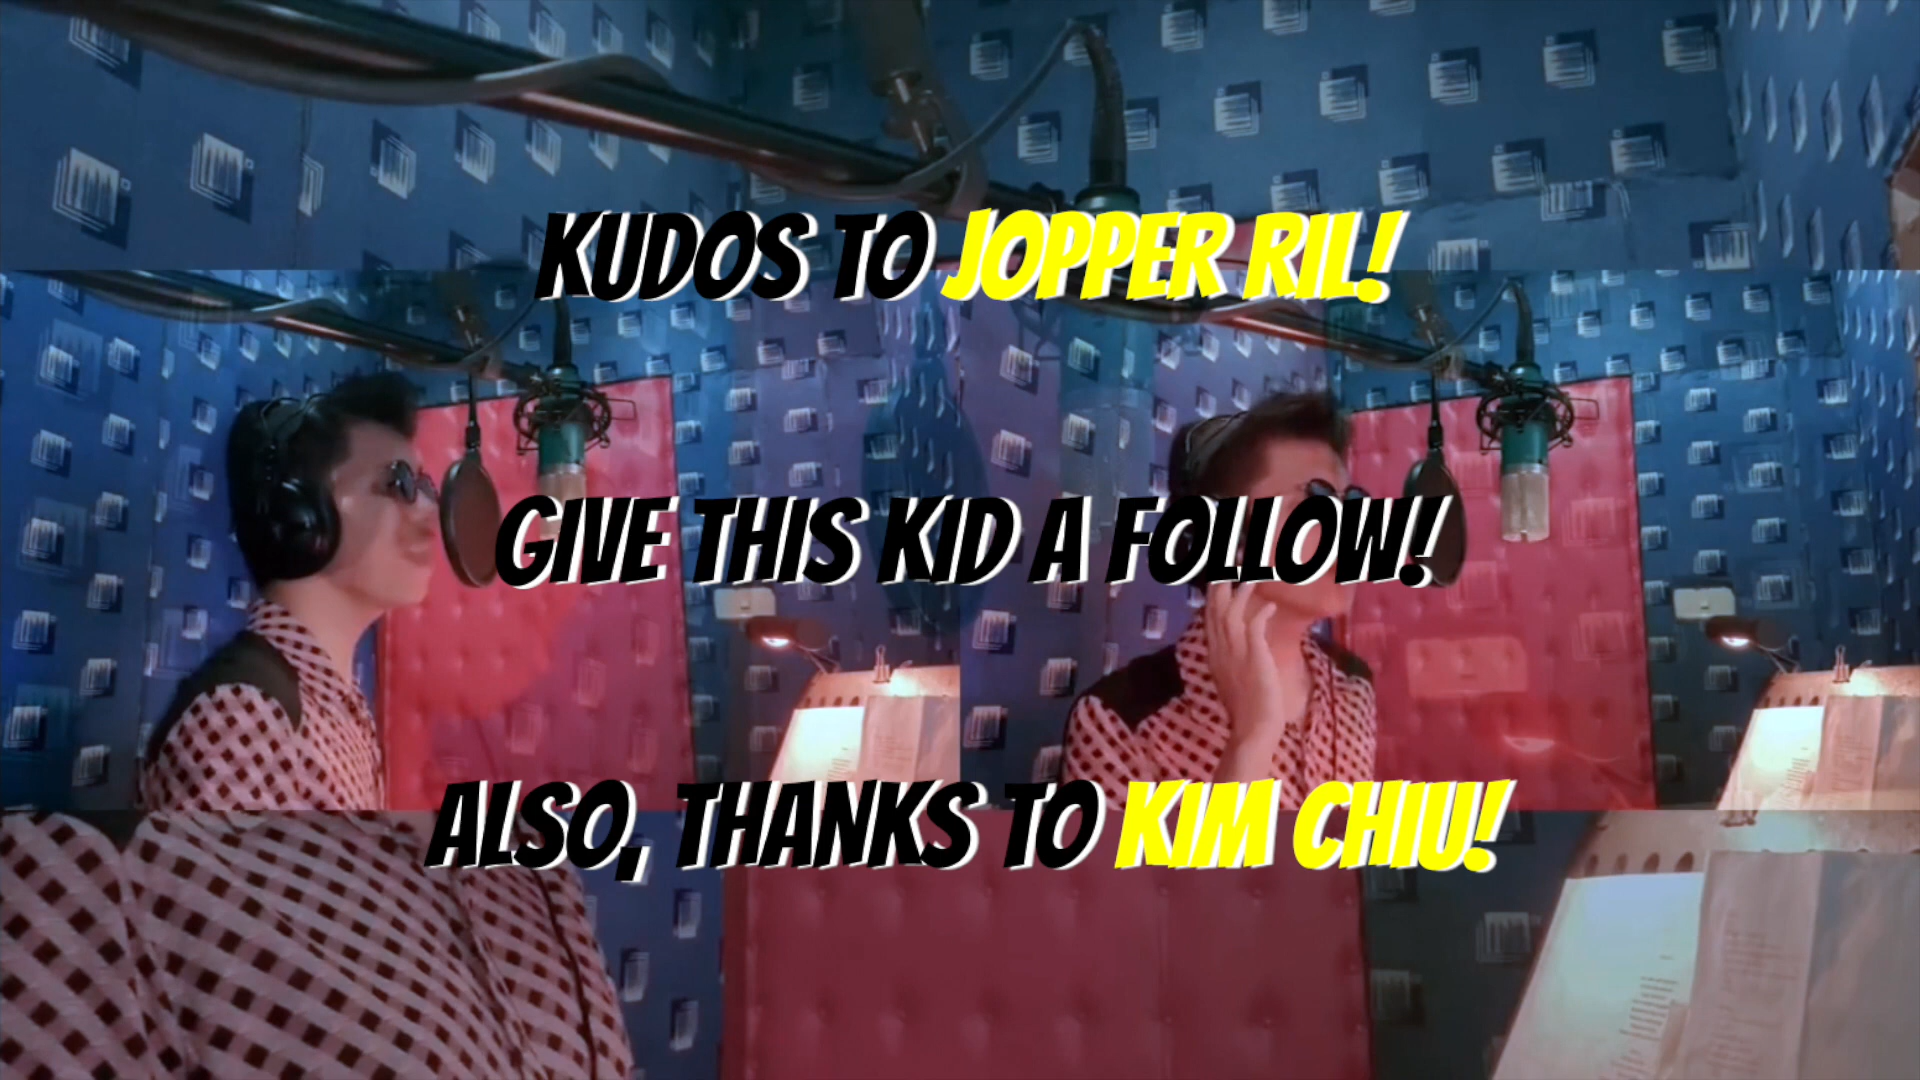 KUDOS TO JOPPER RIL!
GIVE THIS KID A FOLLOW!
ALSO, THANKS TO KIM CHIU!